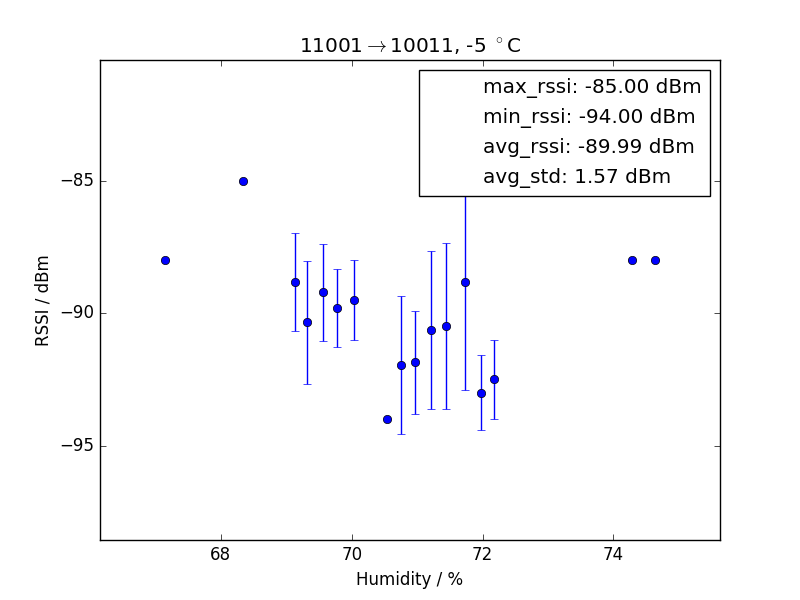 11001→10011, -5 °C
max_rssi: -85.00 dBm
min_rssi: -94.00 dBm
avg_rssi: -89.99 dBm
avg_std: 1.57 dBm
RSSI / dBm
−85
−90
−95
68 70 72 74
Humidity / %